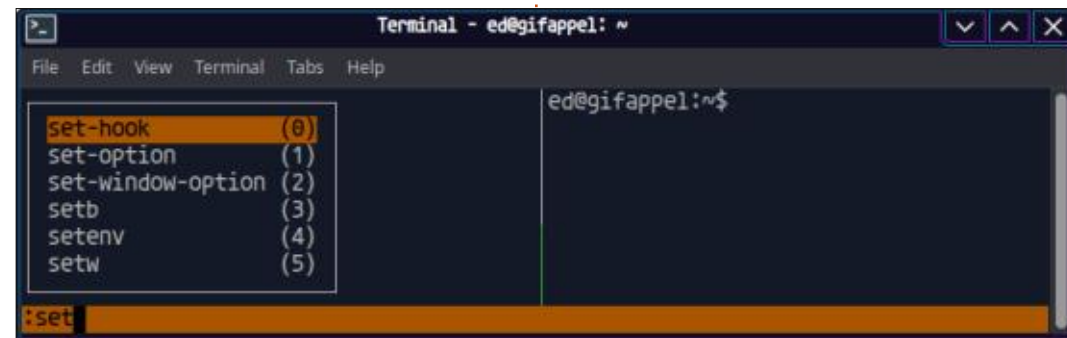 Terminal - ed@gifappel: ~
File Edit View Terminal Tabs Help
ed@gifappel:~$
set-hook (0)
set-option (1)
set-window-option (2)
setb (3)
setenv (4)
setw (5)
:set